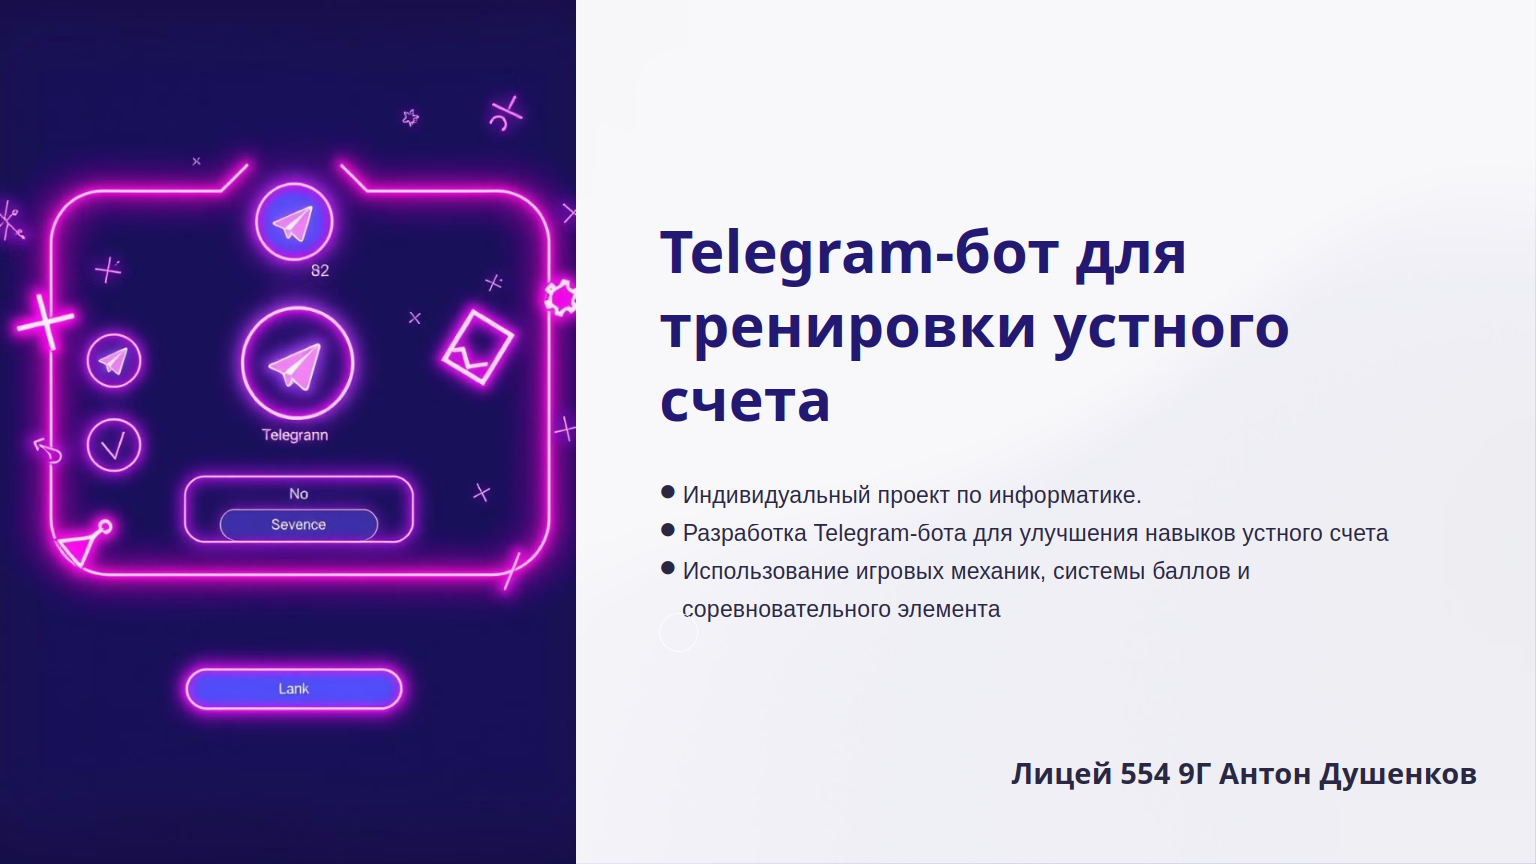 82
Telegrann
No
Sevence
Lank
Telegram-бот для
тренировки устного
счета
● Индивидуальный проект по информатике.
● Разработка Telegram-бота для улучшения навыков устного счета
● Использование игровых механик, системы баллов и
соревновательного элемента
Лицей 554 9Г Антон Душенков